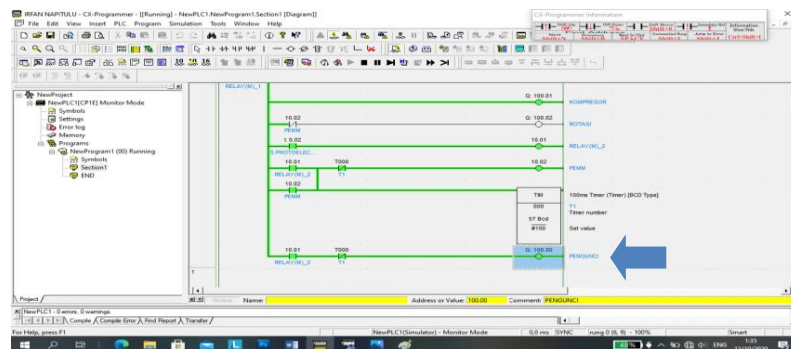 IRFAN NAPITULU - CX-Programmer - [[Running] - NewPLC1.NewProgram1.Section1 [Diagram]]
File Edit View Insert PLC Program Simulation Tools Window Help
CX-Programmer Information
NewProject
NewPLC1[CP1E] Monitor Mode
Symbols
Settings
Error log
Memory
Programs
NewProgram1 (00) Running
Symbols
Section1
END
Project
RELAY(M)_1
Q: 100.01
KOMPRESOR
10.02
PEMM
Q: 100.02
ROTASI
I: 0.02
S.PHOTOELEC...
10.01
RELAY(M)_2
10.01
RELAY(M)_2
T000
T1
10.02
PEMM
10.02
PEMM
TIM
100ms Timer (Timer) [BCD Type]
000
T1
Timer number
57 Bcd
#100
Set value
10.01
RELAY(M)_2
T000
T1
Q: 100.00
PENGUNCI
1
Global Name: Address or Value: 100.00 Comment: PENGUNCI
NewPLC1 - 0 errors, 0 warnings.
Compile Compile Error Find Report Transfer
For Help, press F1
NewPLC1(Simulator) - Monitor Mode 0,0 ms SYNC rung 0 (6, 9) - 100% Smart
ENG 1:35